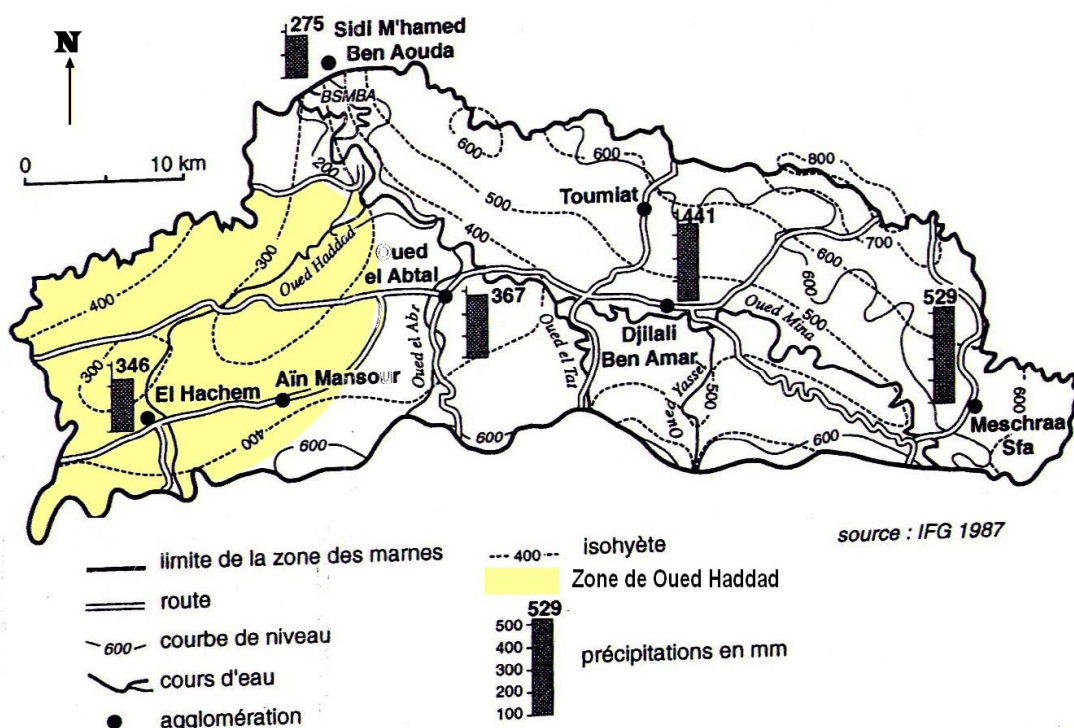 N
0 10 km
275
Sidi M'hamed
Ben Aouda
BSMBA
200
600
600
800
Toumiat
500
441
700
400
300
Oued Haddad
Oued
el Abtal
400
600
600
529
367
Oued el Abr
Oued el Tar
Djilali
Ben Amar
Oued Mina
500
300
346
El Hachem
Aïn Mansour
400
600
600
Oued Yassel
500
600
600
Meschraa
Sfa
source : IFG 1987
limite de la zone des marnes
route
600
courbe de niveau
cours d'eau
agglomération
400
isohyète
Zone de Oued Haddad
529
500
400
300
200
100
précipitations en mm